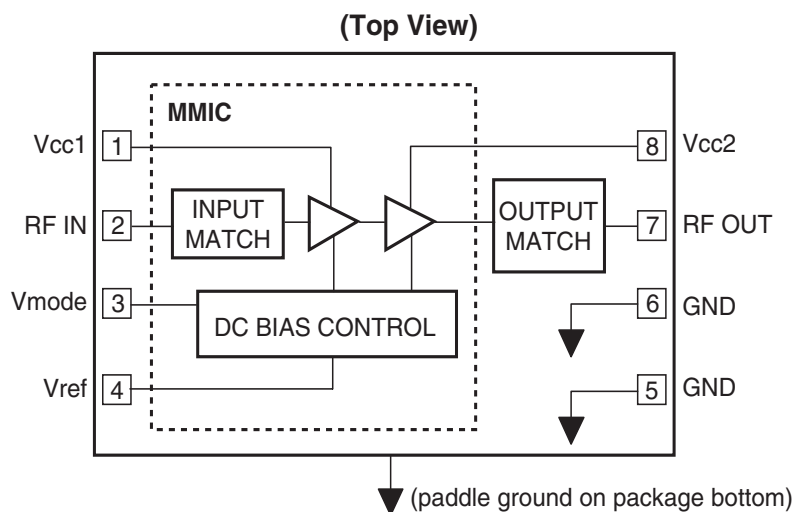 (Top View)
MMIC
Vcc1 1
8 Vcc2
RF IN 2
INPUT
MATCH
OUTPUT
MATCH
7 RF OUT
Vmode 3
DC BIAS CONTROL
6 GND
Vref 4
5 GND
(paddle ground on package bottom)